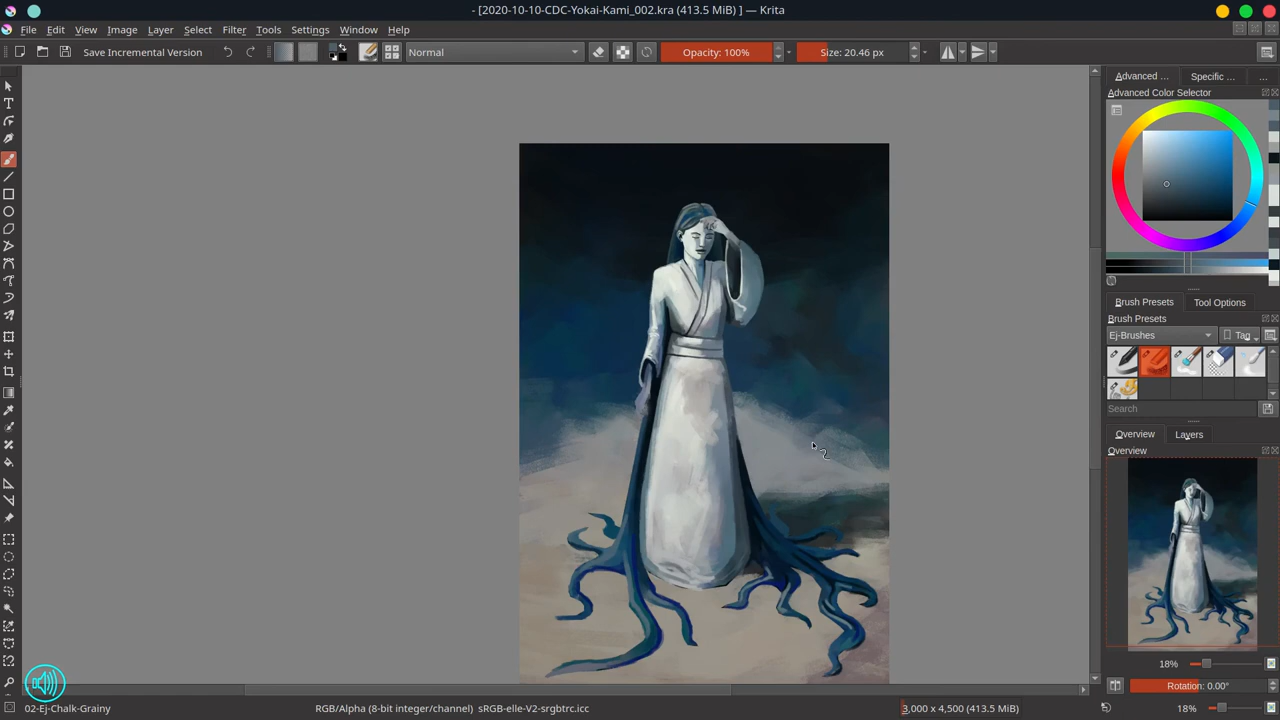 - [2020-10-10-CDC-Yokai-Kami_002.kra (413.5 MiB) ] — Krita
File Edit View Image Layer Select Filter Tools Settings Window Help
Save Incremental Version Normal Opacity: 100% Size: 20.46 px
Advanced ... Specific ... ...
Advanced Color Selector
Brush Presets Tool Options
Brush Presets
Ej-Brushes Tag
Search
Overview Layers
Overview
18%
Rotation: 0.00°
02-Ej-Chalk-Grainy RGB/Alpha (8-bit integer/channel) sRGB-elle-V2-srgbtrc.icc 3,000 x 4,500 (413.5 MiB) 18%